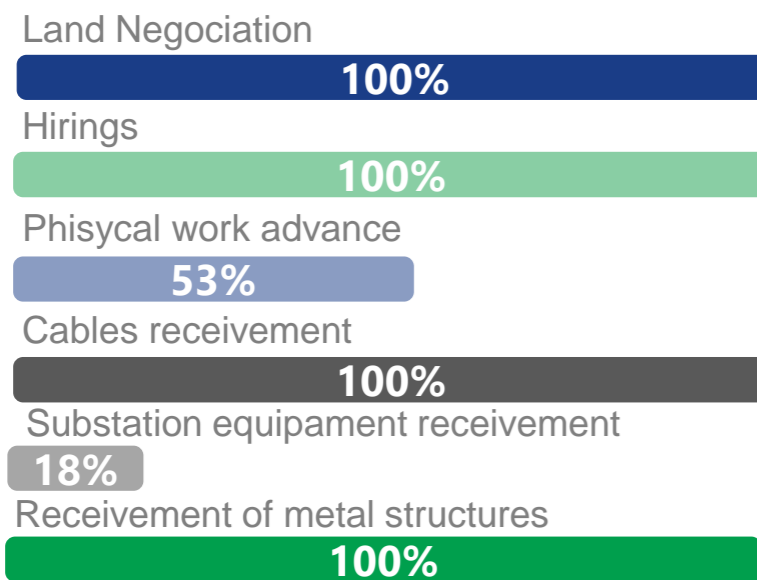 Land Negociation
100%
Hirings
100%
Phisycal work advance
53%
Cables receivement
100%
Substation equipament receivement
18%
Receivement of metal structures
100%